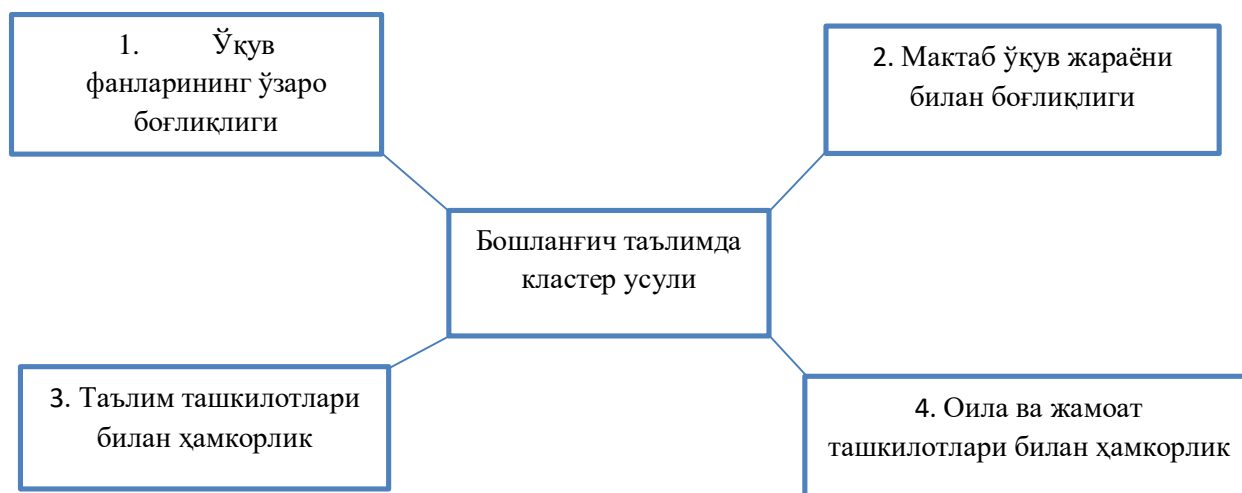 1. Ўқув
фанларининг ўзаро
боғлиқлиги
2. Мактаб ўқув жараёни
билан боғлиқлиги
Бошланғич таълимда
кластер усули
3. Таълим ташкилотлари
билан ҳамкорлик
4. Оила ва жамоат
ташкилотлари билан ҳамкорлик